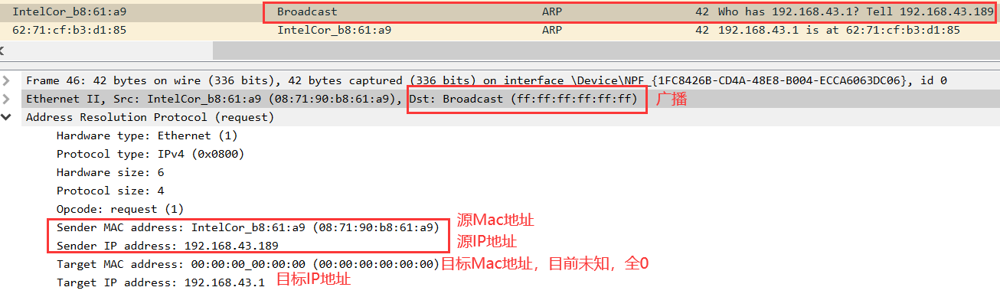 IntelCor_b8:61:a9 Broadcast ARP 42 Who has 192.168.43.1? Tell 192.168.43.189
62:71:cf:b3:d1:85 IntelCor_b8:61:a9 ARP 42 192.168.43.1 is at 62:71:cf:b3:d1:85
Frame 46: 42 bytes on wire (336 bits), 42 bytes captured (336 bits) on interface \Device\NPF_{1FC8426B-CD4A-48E8-B004-ECCA6063DC06}, id 0
Ethernet II, Src: IntelCor_b8:61:a9 (08:71:90:b8:61:a9), Dst: Broadcast (ff:ff:ff:ff:ff:ff) 广播
Address Resolution Protocol (request)
Hardware type: Ethernet (1)
Protocol type: IPv4 (0x0800)
Hardware size: 6
Protocol size: 4
Opcode: request (1)
Sender MAC address: IntelCor_b8:61:a9 (08:71:90:b8:61:a9) 源Mac地址
Sender IP address: 192.168.43.189 源IP地址
Target MAC address: 00:00:00_00:00:00 (00:00:00:00:00:00)目标Mac地址，目前未知，全0
Target IP address: 192.168.43.1 目标IP地址